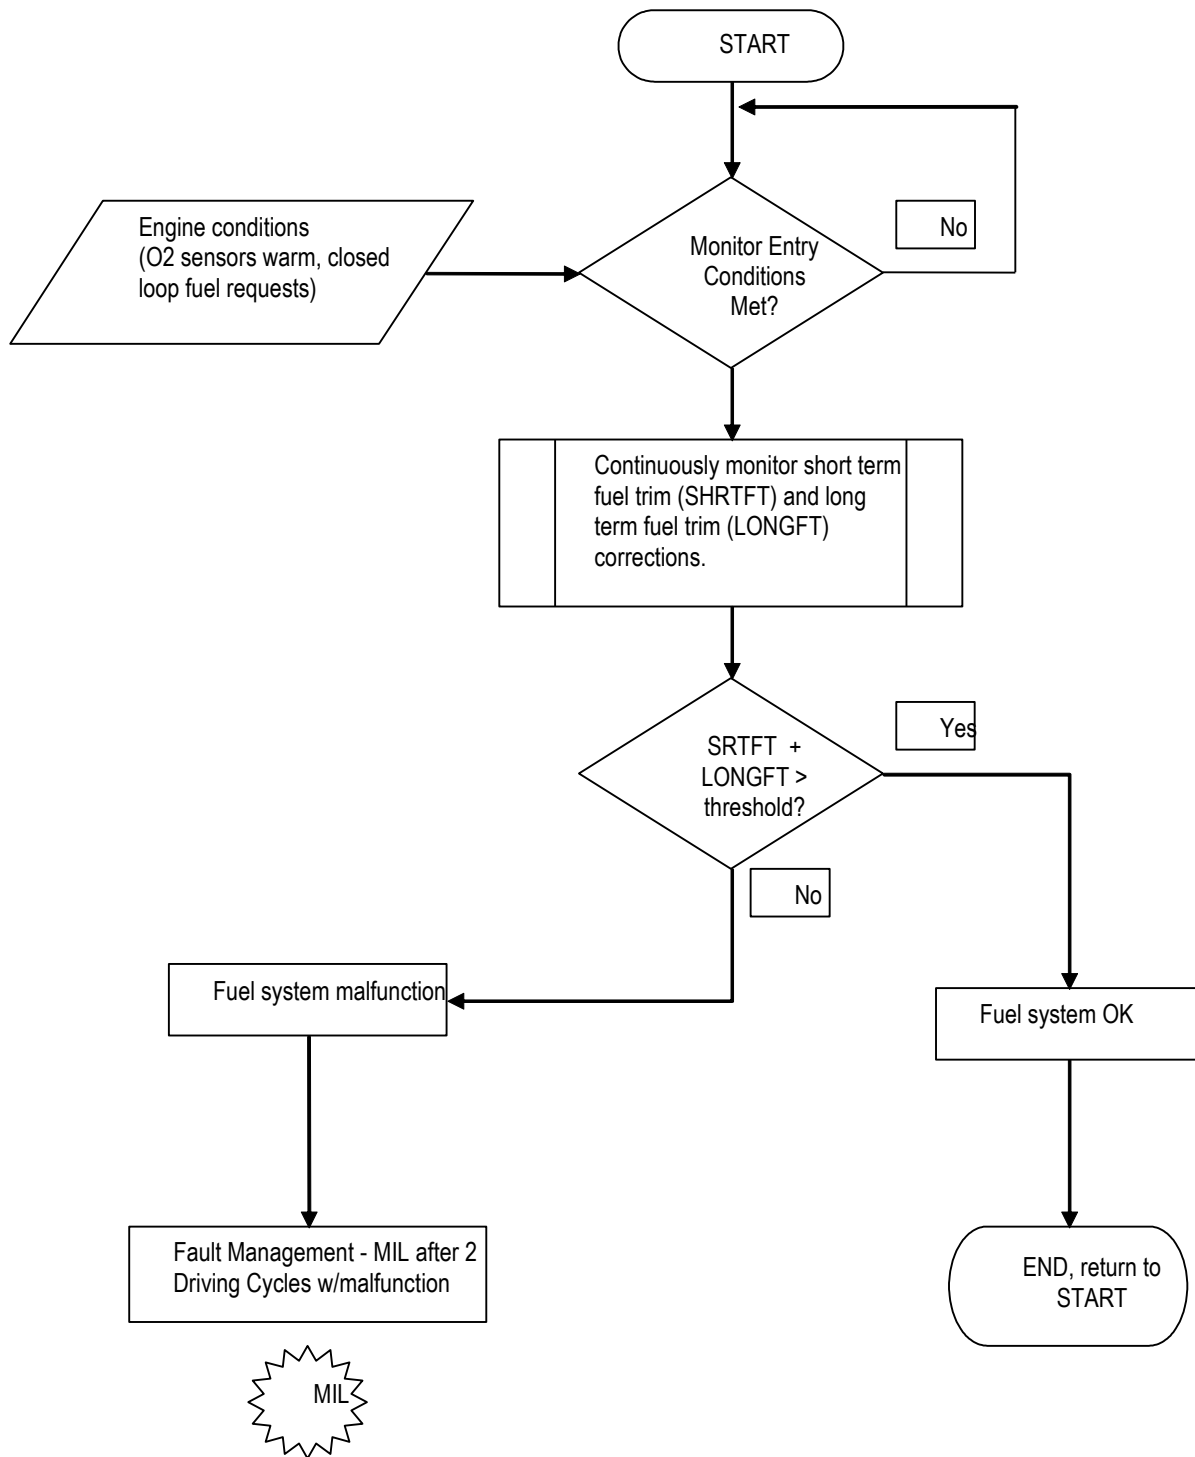 START
No
Engine conditions
(O2 sensors warm, closed
loop fuel requests)
Monitor Entry
Conditions
Met?
Continuously monitor short term
fuel trim (SHRTFT) and long
term fuel trim (LONGFT)
corrections.
Yes
SRTFT +
LONGFT >
threshold?
No
Fuel system malfunction
Fuel system OK
Fault Management - MIL after 2
Driving Cycles w/malfunction
END, return to
START
MIL